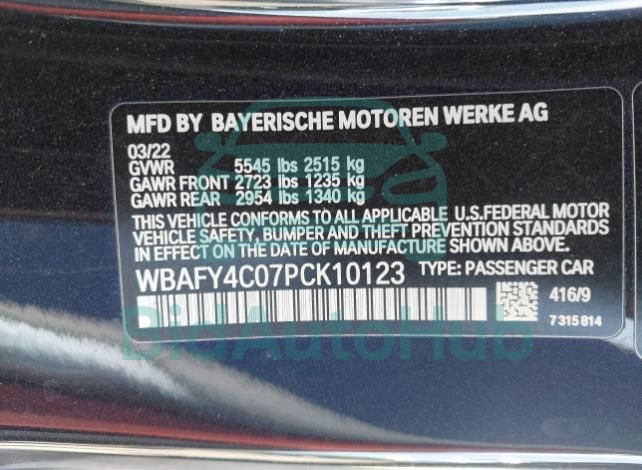 MFD BY BAYERISCHE MOTOREN WERKE AG
03/22
GVWR 5545 lbs 2515 kg
GAWR FRONT 2723 lbs 1235 kg
GAWR REAR 2954 lbs 1340 kg
THIS VEHICLE CONFORMS TO ALL APPLICABLE U.S.FEDERAL MOTOR
VEHICLE SAFETY, BUMPER AND THEFT PREVENTION STANDARDS
IN EFFECT ON THE DATE OF MANUFACTURE SHOWN ABOVE.
WBAFY4C07PCK10123 TYPE: PASSENGER CAR
416/9
7315814
BidAutoHub